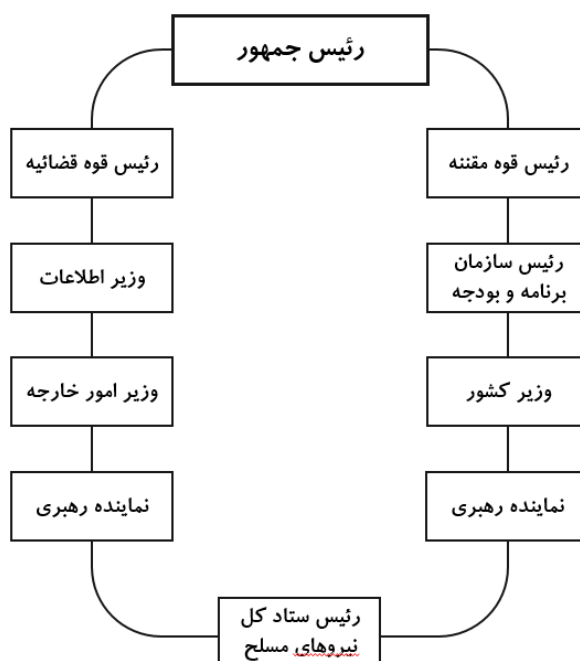 رئیس جمهور
رئیس قوه مقننه
رئیس قوه قضائیه
رئیس سازمان
برنامه و بودجه
وزیر اطلاعات
وزیر کشور
وزیر امور خارجه
نماینده رهبری
نماینده رهبری
رئیس ستاد کل
نیروهای مسلح